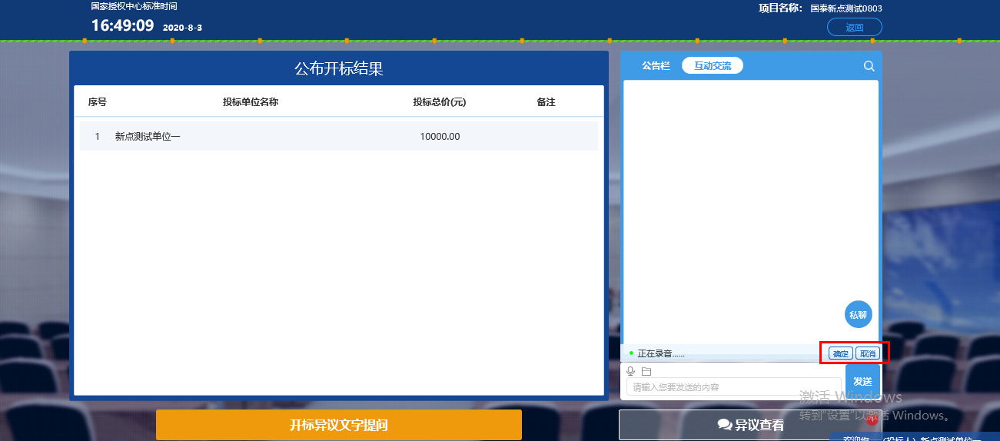 国家授权中心标准时间
16:49:09 2020-8-3
项目名称: 国泰新点测试0803
返回
公布开标结果
序号 投标单位名称 投标总价(元) 备注
1 新点测试单位一 10000.00
公告栏 互动交流
私聊
正在录音...... 确定 取消
请输入您要发送的内容 发送
激活 Windows
转到"设置"以激活 Windows。
开标异议文字提问
异议查看
欢迎您, (投标人) 新点测试单位一